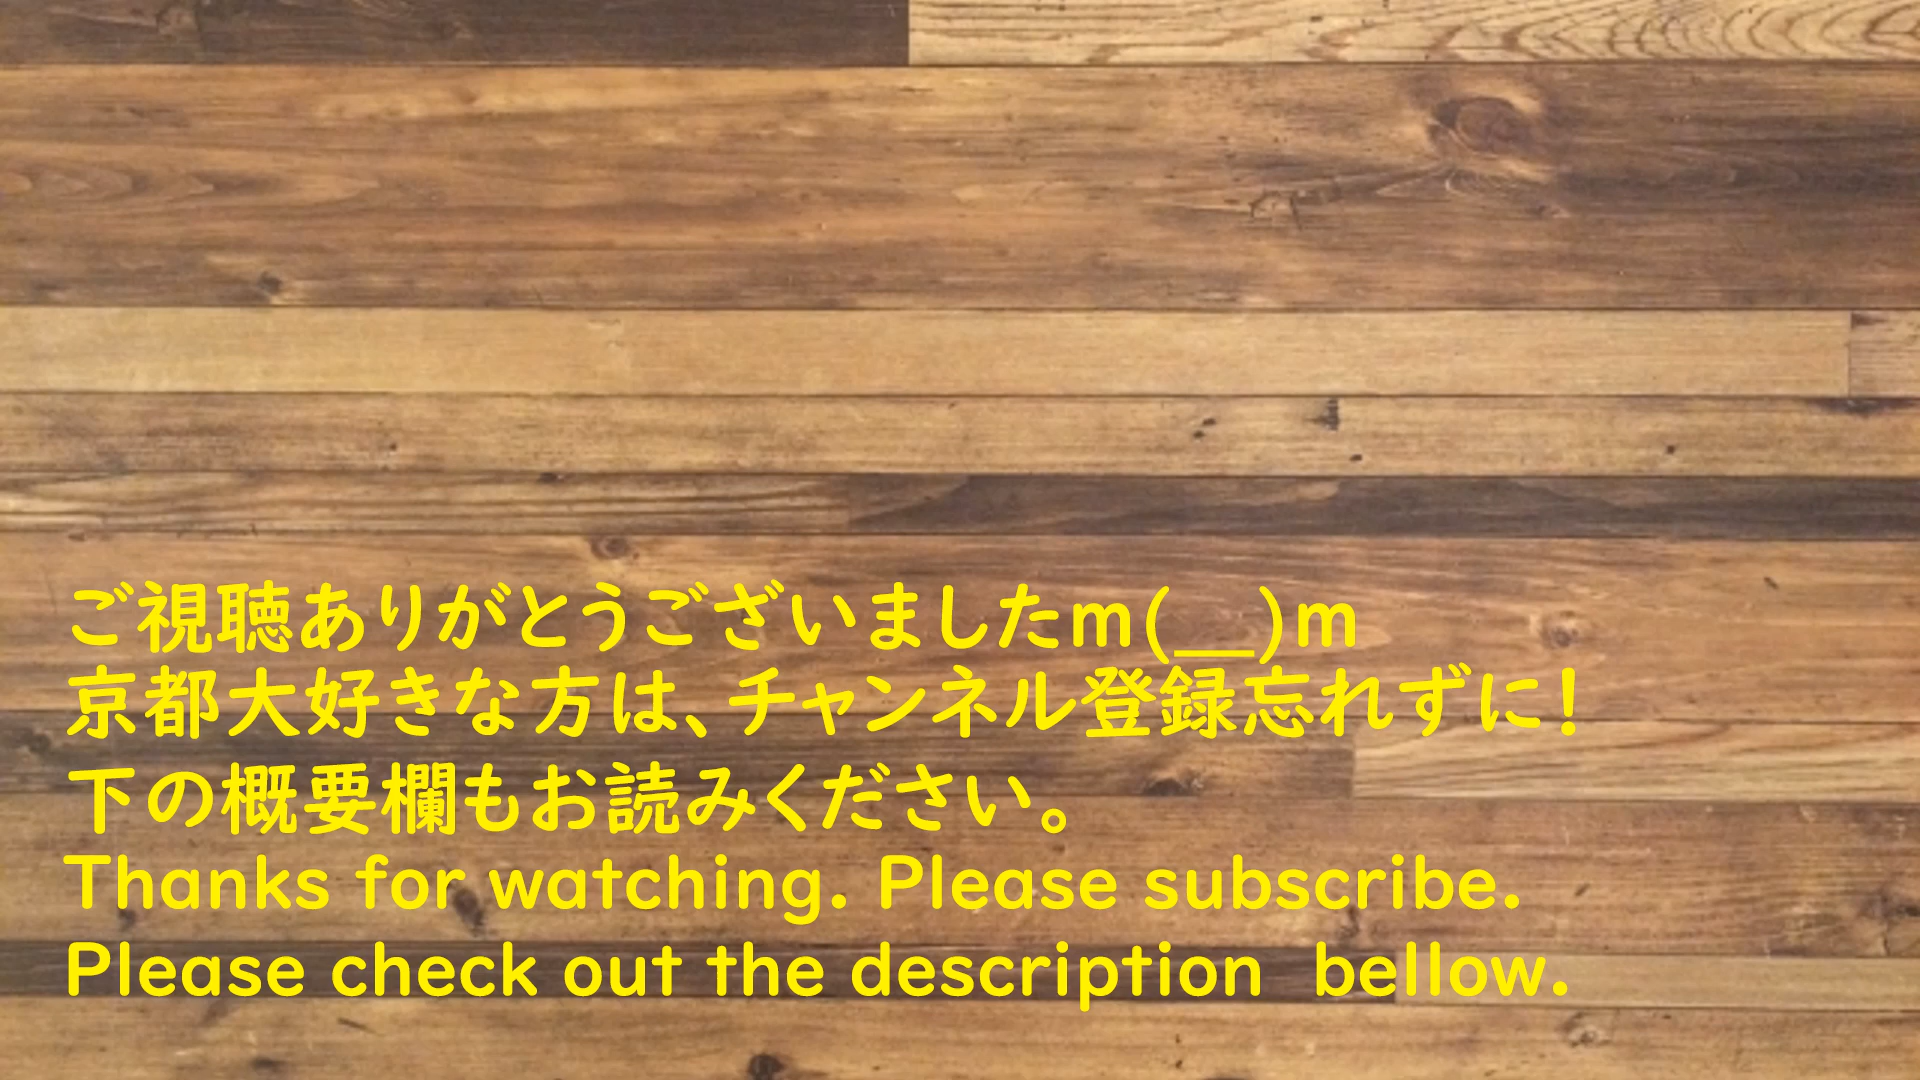 ご視聴ありがとうございましたm(__)m
京都大好きな方は、チャンネル登録忘れずに！
下の概要欄もお読みください。
Thanks for watching. Please subscribe.
Please check out the description  bellow.